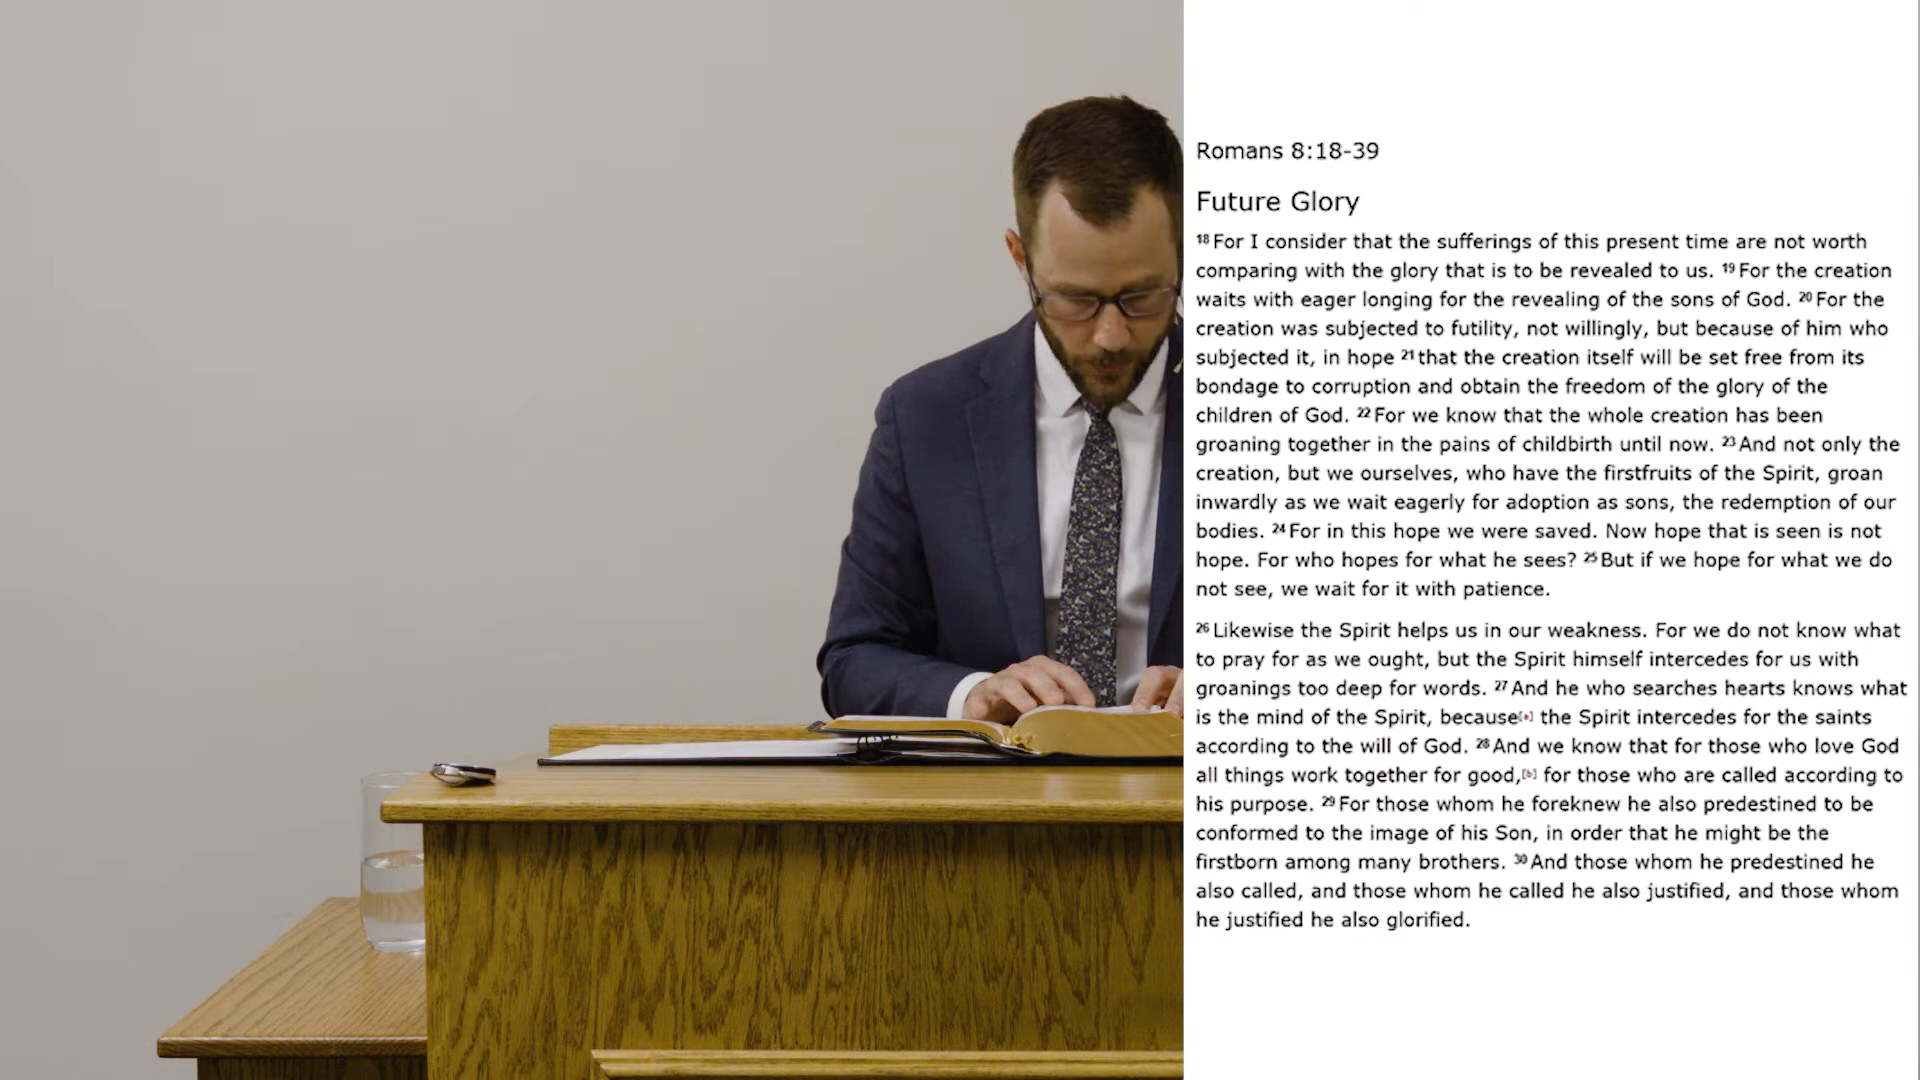 Romans 8:18-39
Future Glory
18 For I consider that the sufferings of this present time are not worth
comparing with the glory that is to be revealed to us. 19 For the creation
waits with eager longing for the revealing of the sons of God. 20 For the
creation was subjected to futility, not willingly, but because of him who
subjected it, in hope 21 that the creation itself will be set free from its
bondage to corruption and obtain the freedom of the glory of the
children of God. 22 For we know that the whole creation has been
groaning together in the pains of childbirth until now. 23 And not only the
creation, but we ourselves, who have the firstfruits of the Spirit, groan
inwardly as we wait eagerly for adoption as sons, the redemption of our
bodies. 24 For in this hope we were saved. Now hope that is seen is not
hope. For who hopes for what he sees? 25 But if we hope for what we do
not see, we wait for it with patience.
26 Likewise the Spirit helps us in our weakness. For we do not know what
to pray for as we ought, but the Spirit himself intercedes for us with
groanings too deep for words. 27 And he who searches hearts knows what
is the mind of the Spirit, because[a] the Spirit intercedes for the saints
according to the will of God. 28 And we know that for those who love God
all things work together for good,[b] for those who are called according to
his purpose. 29 For those whom he foreknew he also predestined to be
conformed to the image of his Son, in order that he might be the
firstborn among many brothers. 30 And those whom he predestined he
also called, and those whom he called he also justified, and those whom
he justified he also glorified.